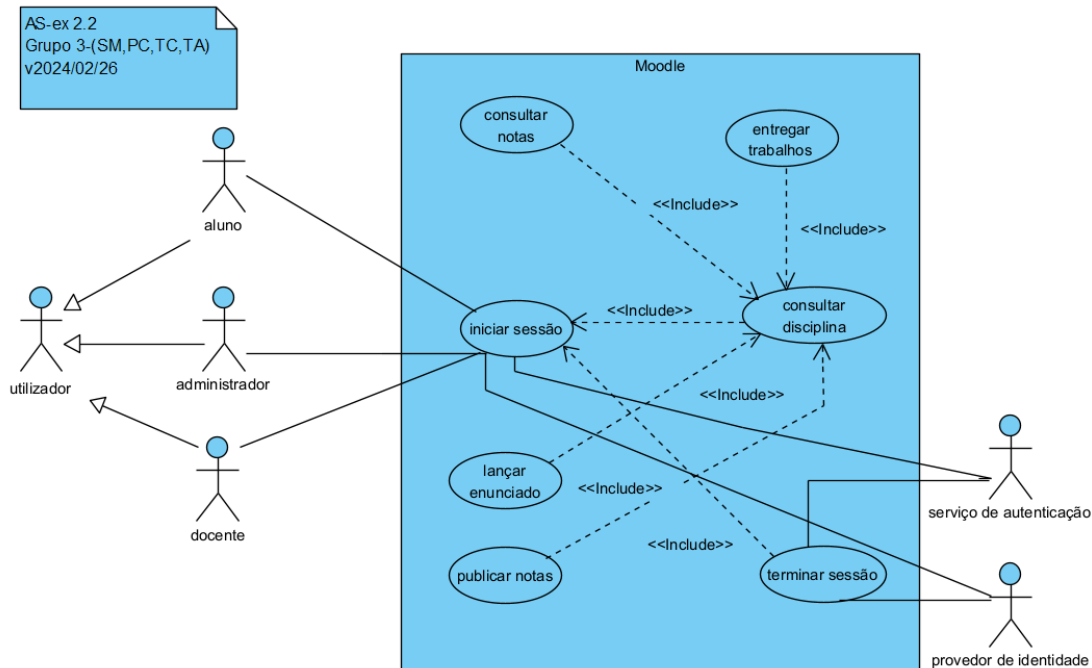 AS-ex 2.2
Grupo 3-(SM,PC,TC,TA)
v2024/02/26
Moodle
consultar
notas
entregar
trabalhos
<<Include>>
<<Include>>
aluno
consultar
disciplina
<<Include>>
iniciar sessão
utilizador
administrador
<<Include>>
lançar
enunciado
<<Include>>
serviço de autenticação
docente
<<Include>>
publicar notas
terminar sessão
provedor de identidade